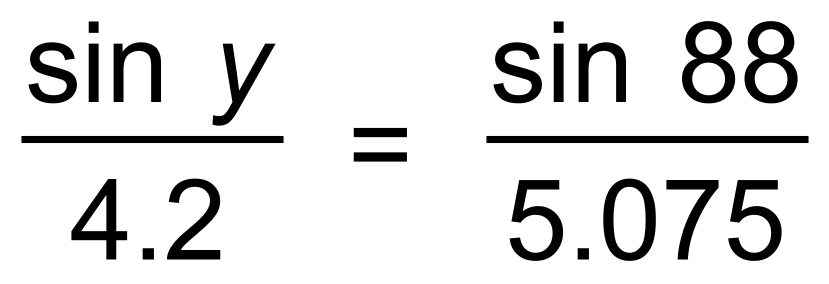 sin y / 4.2 = sin 88 / 5.075